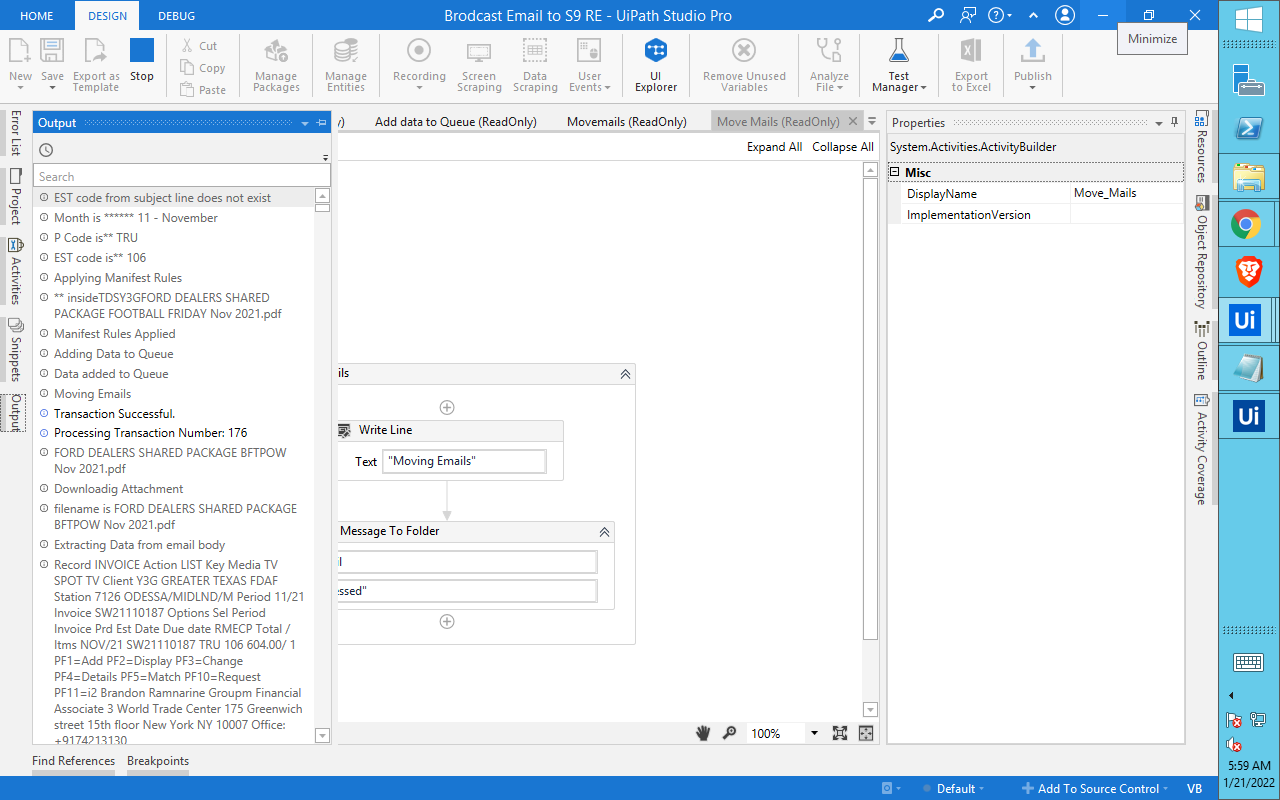 HOME DESIGN DEBUG Brodcast Email to S9 RE - UiPath Studio Pro
Minimize
New Save Export as Template Stop
Cut
Copy
Paste
Manage Packages
Manage Entities
Recording
Screen Scraping
Data Scraping
User Events
UI Explorer
Remove Unused Variables
Analyze File
Test Manager
Export to Excel
Publish
Error List
Project
Activities
Snippets
Output
Output
Search
EST code from subject line does not exist
Month is ****** 11 - November
P Code is** TRU
EST code is** 106
Applying Manifest Rules
** insideTDSY3GFORD DEALERS SHARED
PACKAGE FOOTBALL FRIDAY Nov 2021.pdf
Manifest Rules Applied
Adding Data to Queue
Data added to Queue
Moving Emails
Transaction Successful.
Processing Transaction Number: 176
FORD DEALERS SHARED PACKAGE BFTPOW
Nov 2021.pdf
Downloadig Attachment
filename is FORD DEALERS SHARED PACKAGE
BFTPOW Nov 2021.pdf
Extracting Data from email body
Record INVOICE Action LIST Key Media TV
SPOT TV Client Y3G GREATER TEXAS FDAF
Station 7126 ODESSA/MIDLND/M Period 11/21
Invoice SW21110187 Options Sel Period
Invoice Prd Est Date Due date RMECP Total /
Itms NOV/21 SW21110187 TRU 106 604.00/ 1
PF1=Add PF2=Display PF3=Change
PF4=Details PF5=Match PF10=Request
PF11=i2 Brandon Ramnarine Groupm Financial
Associate 3 World Trade Center 175 Greenwich
street 15th floor New York NY 10007 Office:
+9174213130
Find References Breakpoints
y) Add data to Queue (ReadOnly) Movemails (ReadOnly) Move Mails (ReadOnly)
Expand All Collapse All
ils
Write Line
Text "Moving Emails"
Message To Folder
il
essed"
100%
Properties
System.Activities.ActivityBuilder
Misc
DisplayName Move_Mails
ImplementationVersion
Resources
Object Repository
Outline
Activity Coverage
Default Add To Source Control VB
Ui
Ui
5:59 AM
1/21/2022